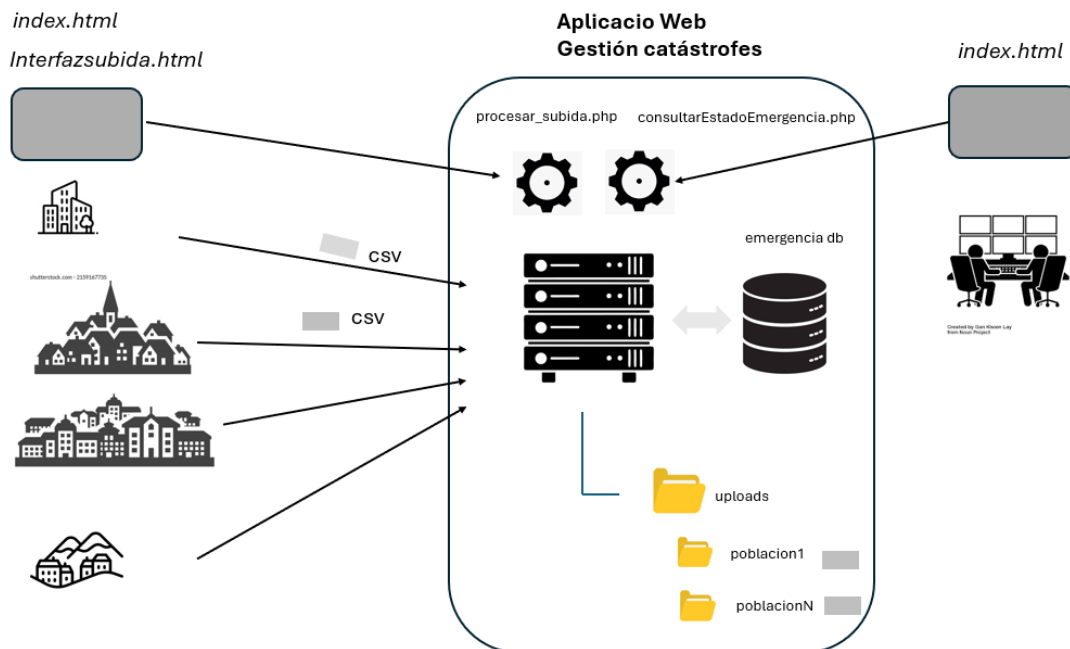 index.html
Interfazsubida.html
Aplicacio Web
Gestión catástrofes
index.html
procesar_subida.php
consultarEstadoEmergencia.php
CSV
emergencia db
shutterstock.com · 2159167735
CSV
Created by Gan Khoon Lay
from Noun Project
uploads
poblacion1
poblacionN